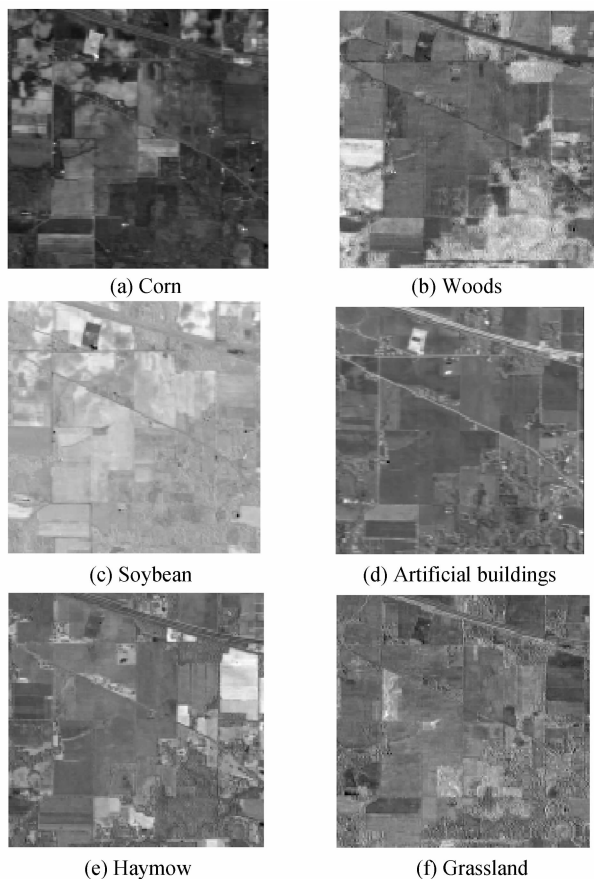 (a) Corn
(b) Woods
(c) Soybean
(d) Artificial buildings
(e) Haymow
(f) Grassland